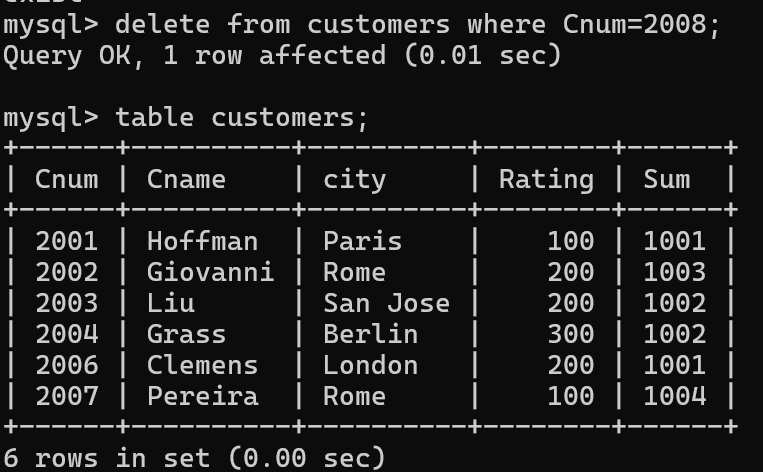 mysql> delete from customers where Cnum=2008;
Query OK, 1 row affected (0.01 sec)
mysql> table customers;
+------+----------+----------+--------+------+
| Cnum | Cname    | city     | Rating | Sum  |
+------+----------+----------+--------+------+
| 2001 | Hoffman  | Paris    |    100 | 1001 |
| 2002 | Giovanni | Rome     |    200 | 1003 |
| 2003 | Liu      | San Jose |    200 | 1002 |
| 2004 | Grass    | Berlin   |    300 | 1002 |
| 2006 | Clemens  | London   |    200 | 1001 |
| 2007 | Pereira  | Rome     |    100 | 1004 |
+------+----------+----------+--------+------+
6 rows in set (0.00 sec)